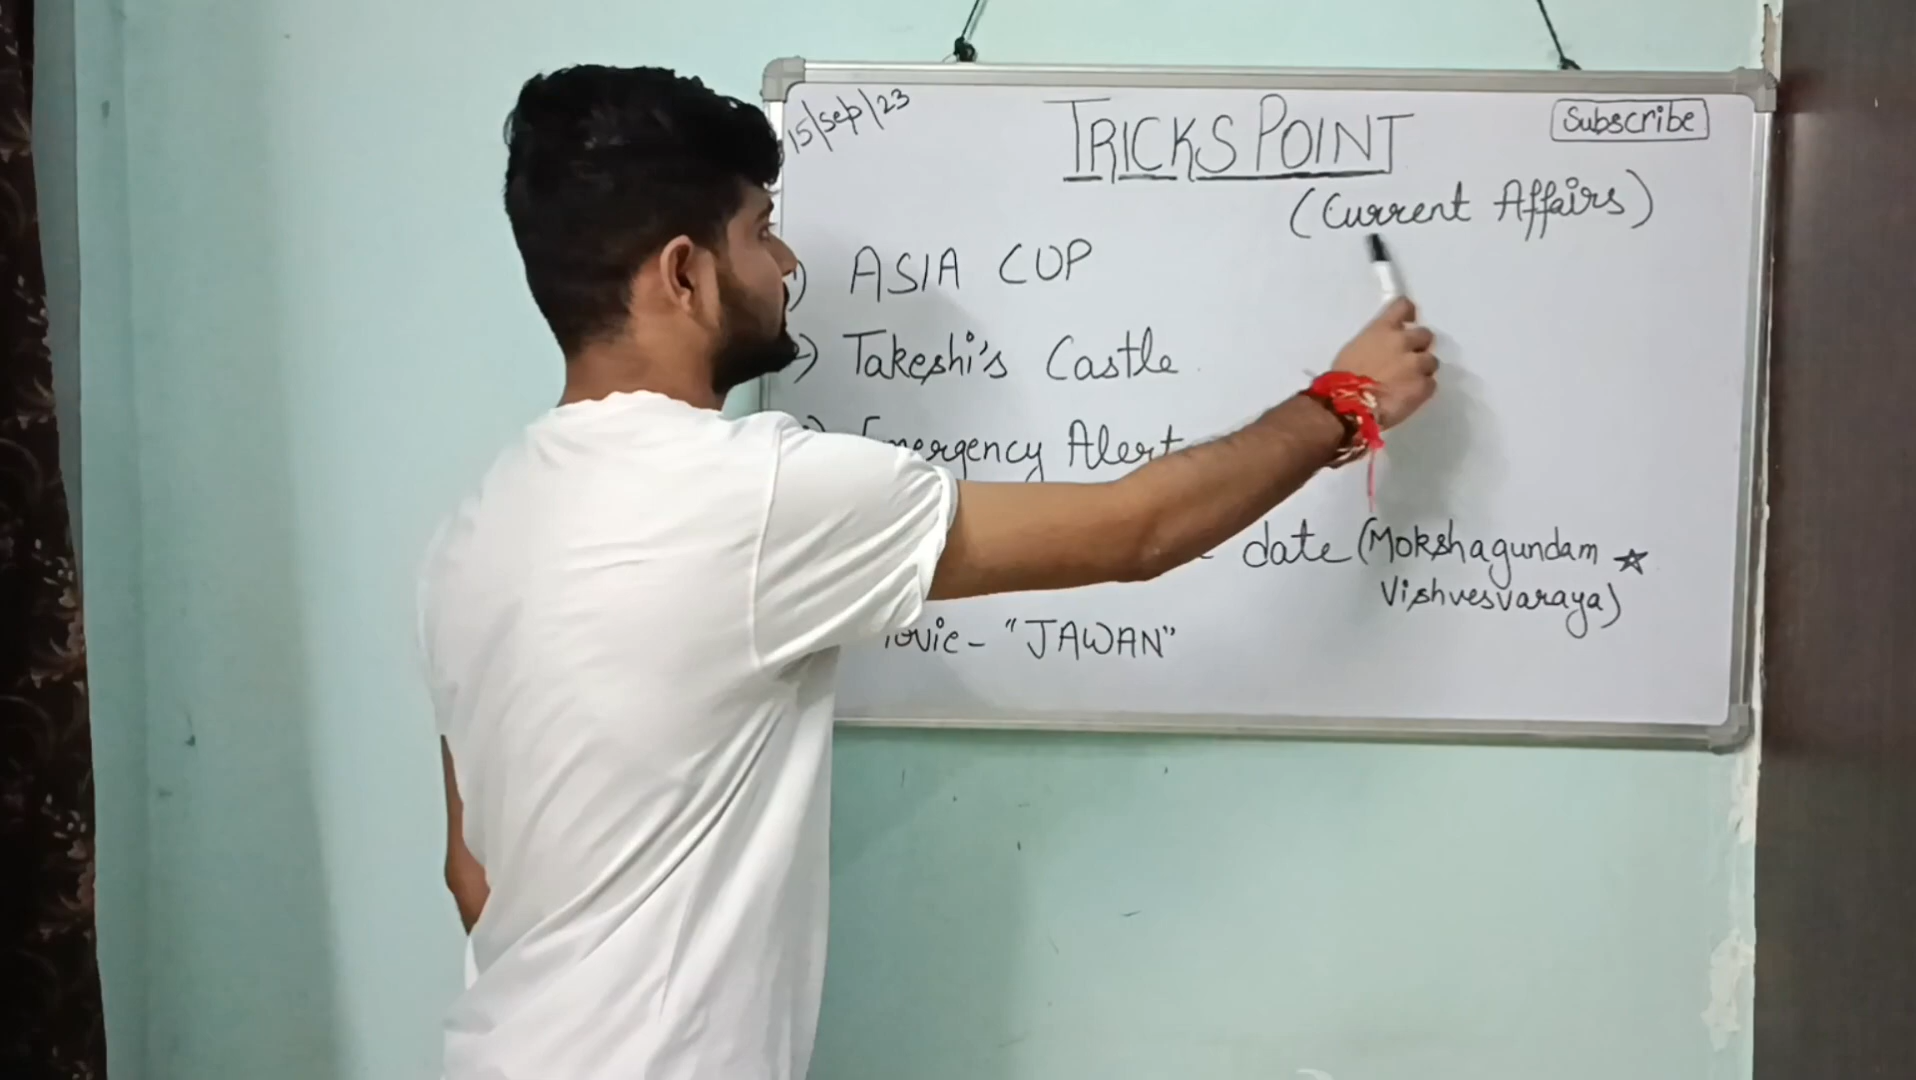 15/Sep/23
TRICKS POINT
Subscribe
(Current Affairs)
) ASIA CUP
) Takeshi's Castle
Emergency Alert
date (Mokshagundam ☆
Vishvesvaraya)
"JAWAN"